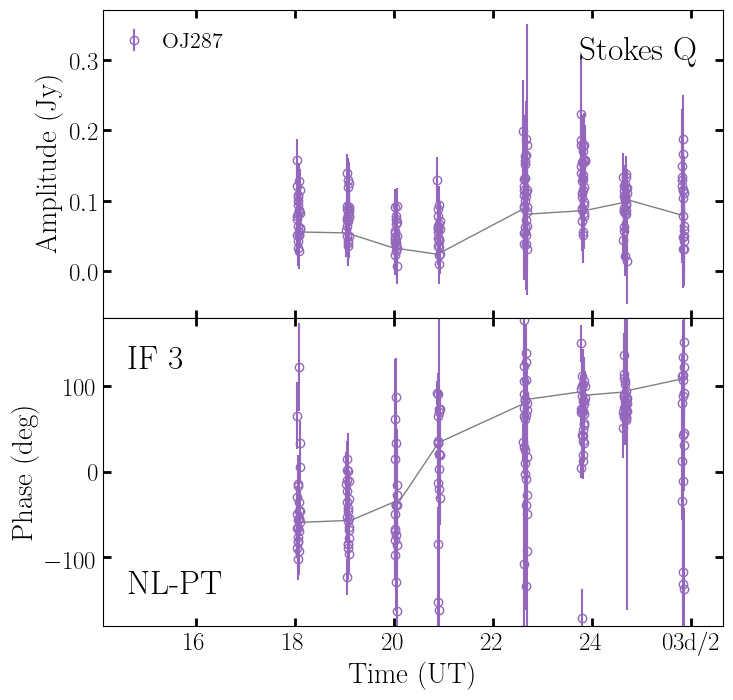 OJ287
Stokes Q
Amplitude (Jy)
0.3
0.2
0.1
0.0
IF 3
NL-PT
Phase (deg)
100
0
−100
16 18 20 22 24 03d/2
Time (UT)